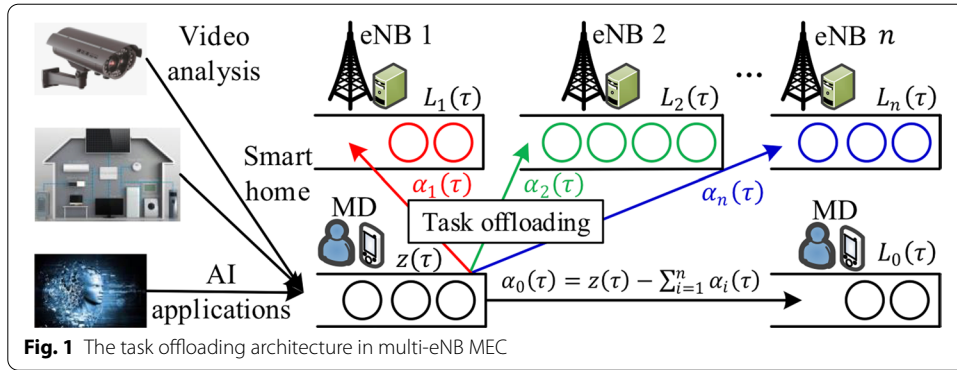 Video
analysis
Smart
home
AI
applications
eNB 1
eNB 2
...
eNB n
L₁(τ)
L₂(τ)
Lₙ(τ)
α₁(τ)
α₂(τ)
αₙ(τ)
Task offloading
MD
z(τ)
α₀(τ) = z(τ) − ∑ⁿᵢ₌₁ αᵢ(τ)
MD
L₀(τ)
Fig. 1 The task offloading architecture in multi-eNB MEC